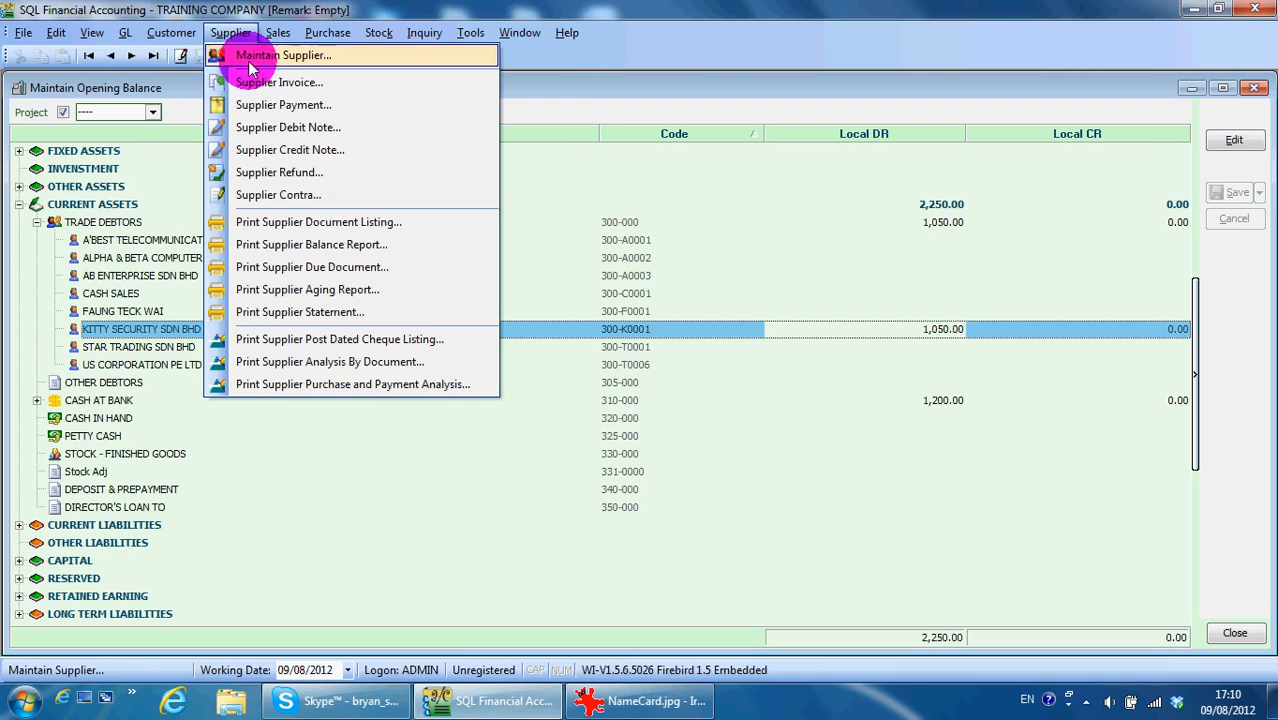 SQL Financial Accounting - TRAINING COMPANY [Remark: Empty]
File Edit View GL Customer Supplier Sales Purchase Stock Inquiry Tools Window Help
Maintain Supplier...
Supplier Invoice...
Supplier Payment...
Supplier Debit Note...
Supplier Credit Note...
Supplier Refund...
Supplier Contra...
Print Supplier Document Listing...
Print Supplier Balance Report...
Print Supplier Due Document...
Print Supplier Aging Report...
Print Supplier Statement...
Print Supplier Post Dated Cheque Listing...
Print Supplier Analysis By Document...
Print Supplier Purchase and Payment Analysis...
Maintain Opening Balance
Project ----
Code Local DR Local CR
Edit
Save
Cancel
FIXED ASSETS
INVENSTMENT
OTHER ASSETS
CURRENT ASSETS 2,250.00 0.00
TRADE DEBTORS 300-000 1,050.00 0.00
A'BEST TELECOMMUNICAT 300-A0001
ALPHA & BETA COMPUTER 300-A0002
AB ENTERPRISE SDN BHD 300-A0003
CASH SALES 300-C0001
FAUNG TECK WAI 300-F0001
KITTY SECURITY SDN BHD 300-K0001 1,050.00 0.00
STAR TRADING SDN BHD 300-T0001
US CORPORATION PE LTD 300-T0006
OTHER DEBTORS 305-000
CASH AT BANK 310-000 1,200.00 0.00
CASH IN HAND 320-000
PETTY CASH 325-000
STOCK - FINISHED GOODS 330-000
Stock Adj 331-0000
DEPOSIT & PREPAYMENT 340-000
DIRECTOR'S LOAN TO 350-000
CURRENT LIABILITIES
OTHER LIABILITIES
CAPITAL
RESERVED
RETAINED EARNING
LONG TERM LIABILITIES
2,250.00 0.00
Close
Maintain Supplier... Working Date: 09/08/2012 Logon: ADMIN Unregistered CAP NUM WI-V1.5.6.5026 Firebird 1.5 Embedded
Skype™ - bryan_s... SQL Financial Acc... NameCard.jpg - Ir... EN 17:10
09/08/2012